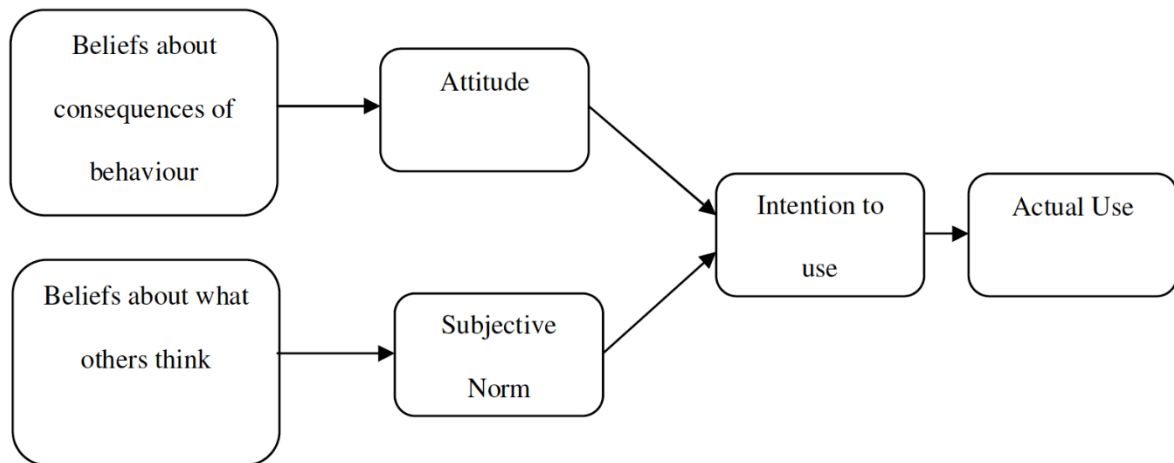 Beliefs about
consequences of
behaviour
Attitude
Intention to
use
Actual Use
Beliefs about what
others think
Subjective
Norm